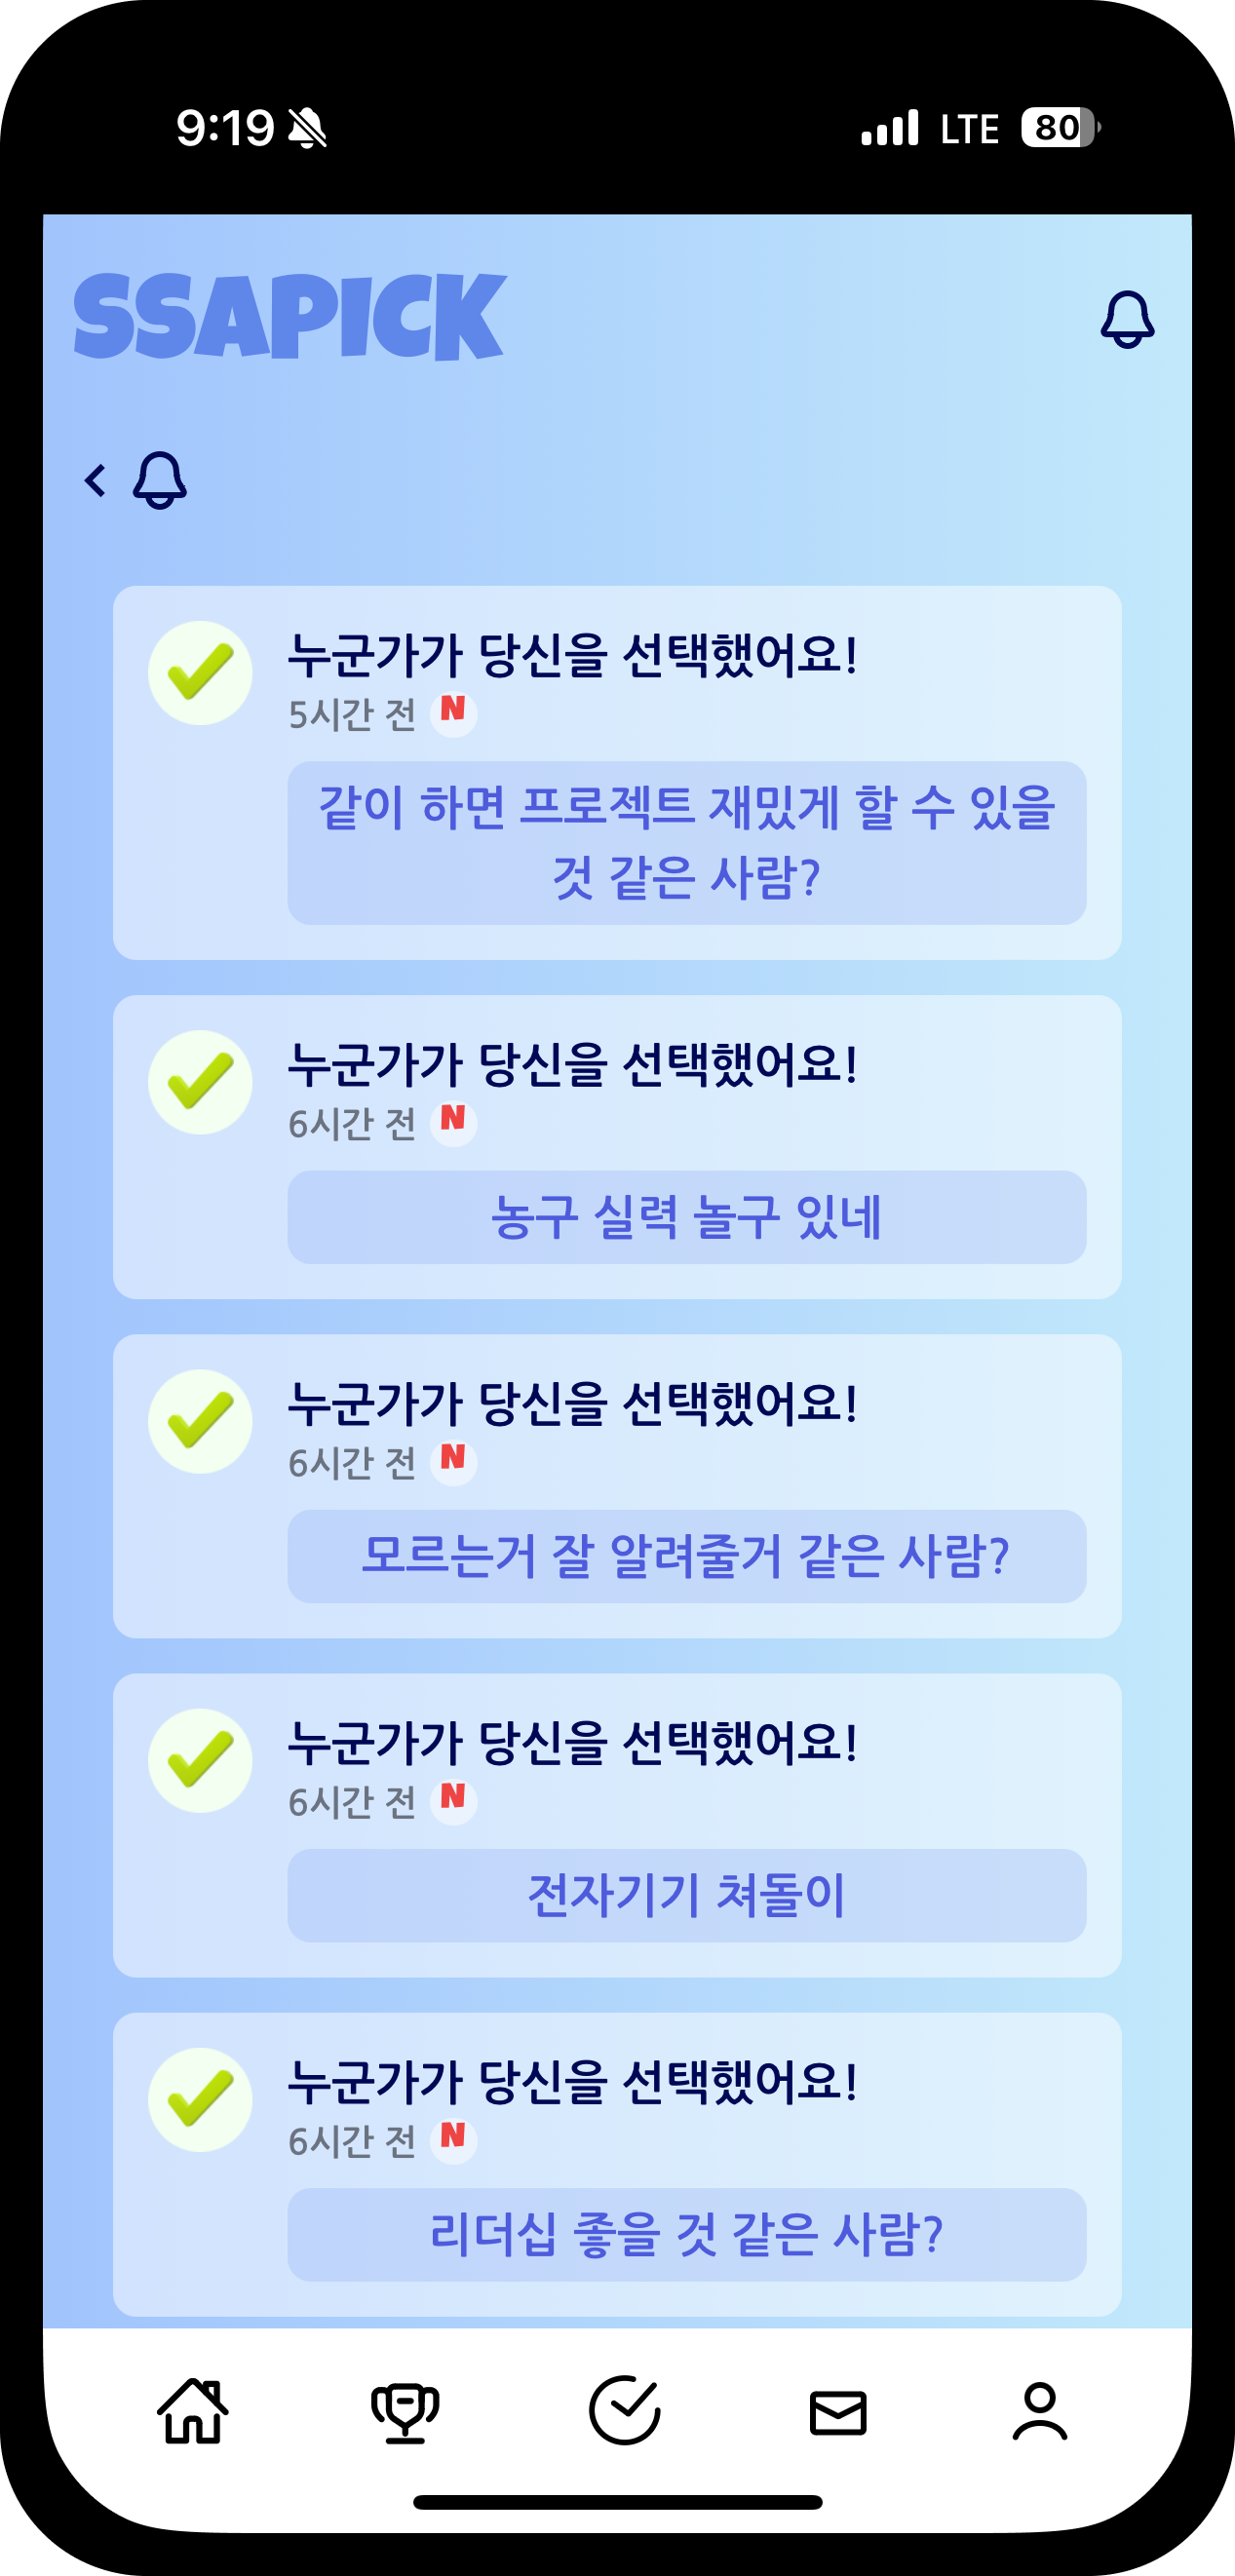 9:19
LTE 80
SSAPICK
누군가가 당신을 선택했어요!
5시간 전 N
같이 하면 프로젝트 재밌게 할 수 있을
것 같은 사람?
누군가가 당신을 선택했어요!
6시간 전 N
농구 실력 놀구 있네
누군가가 당신을 선택했어요!
6시간 전 N
모르는거 잘 알려줄거 같은 사람?
누군가가 당신을 선택했어요!
6시간 전 N
전자기기 쳐돌이
누군가가 당신을 선택했어요!
6시간 전 N
리더십 좋을 것 같은 사람?